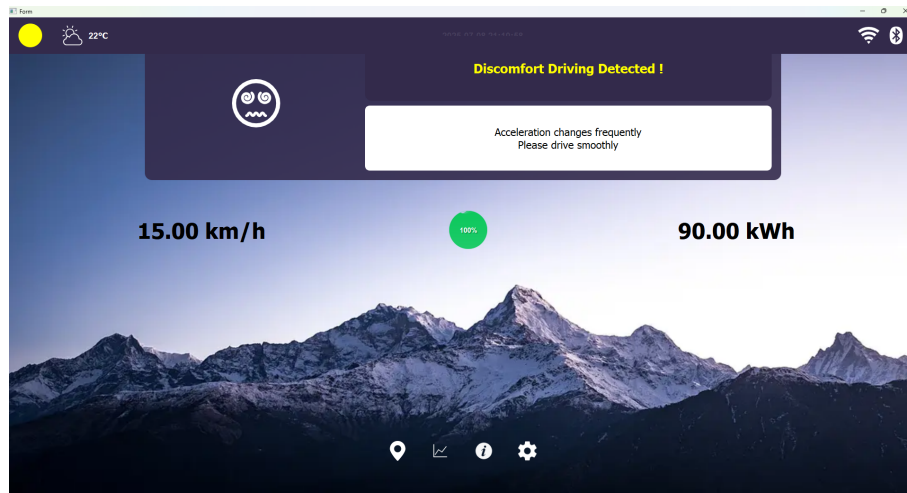 Form
22°C
Discomfort Driving Detected !
Acceleration changes frequently
Please drive smoothly
15.00 km/h
100%
90.00 kWh